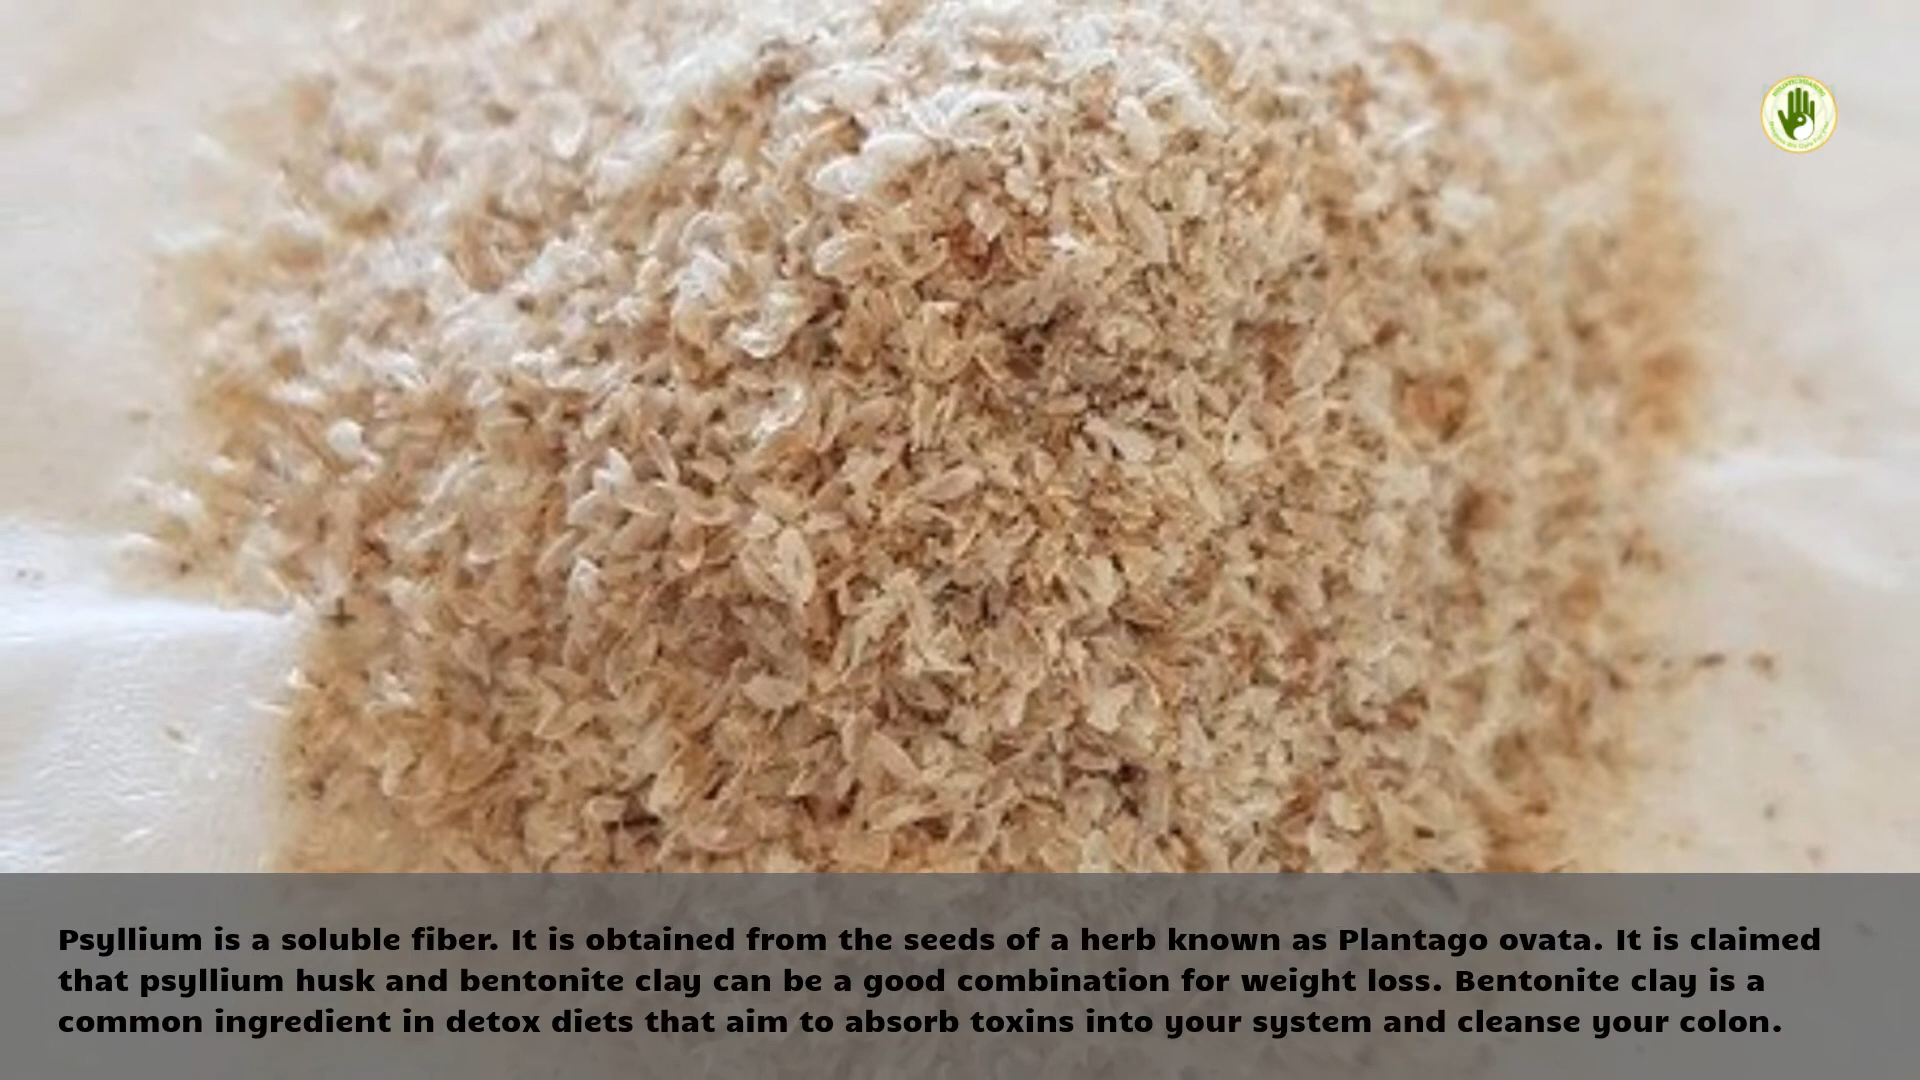 Psyllium is a soluble fiber. It is obtained from the seeds of a herb known as Plantago ovata. It is claimed
that psyllium husk and bentonite clay can be a good combination for weight loss. Bentonite clay is a
common ingredient in detox diets that aim to absorb toxins into your system and cleanse your colon.